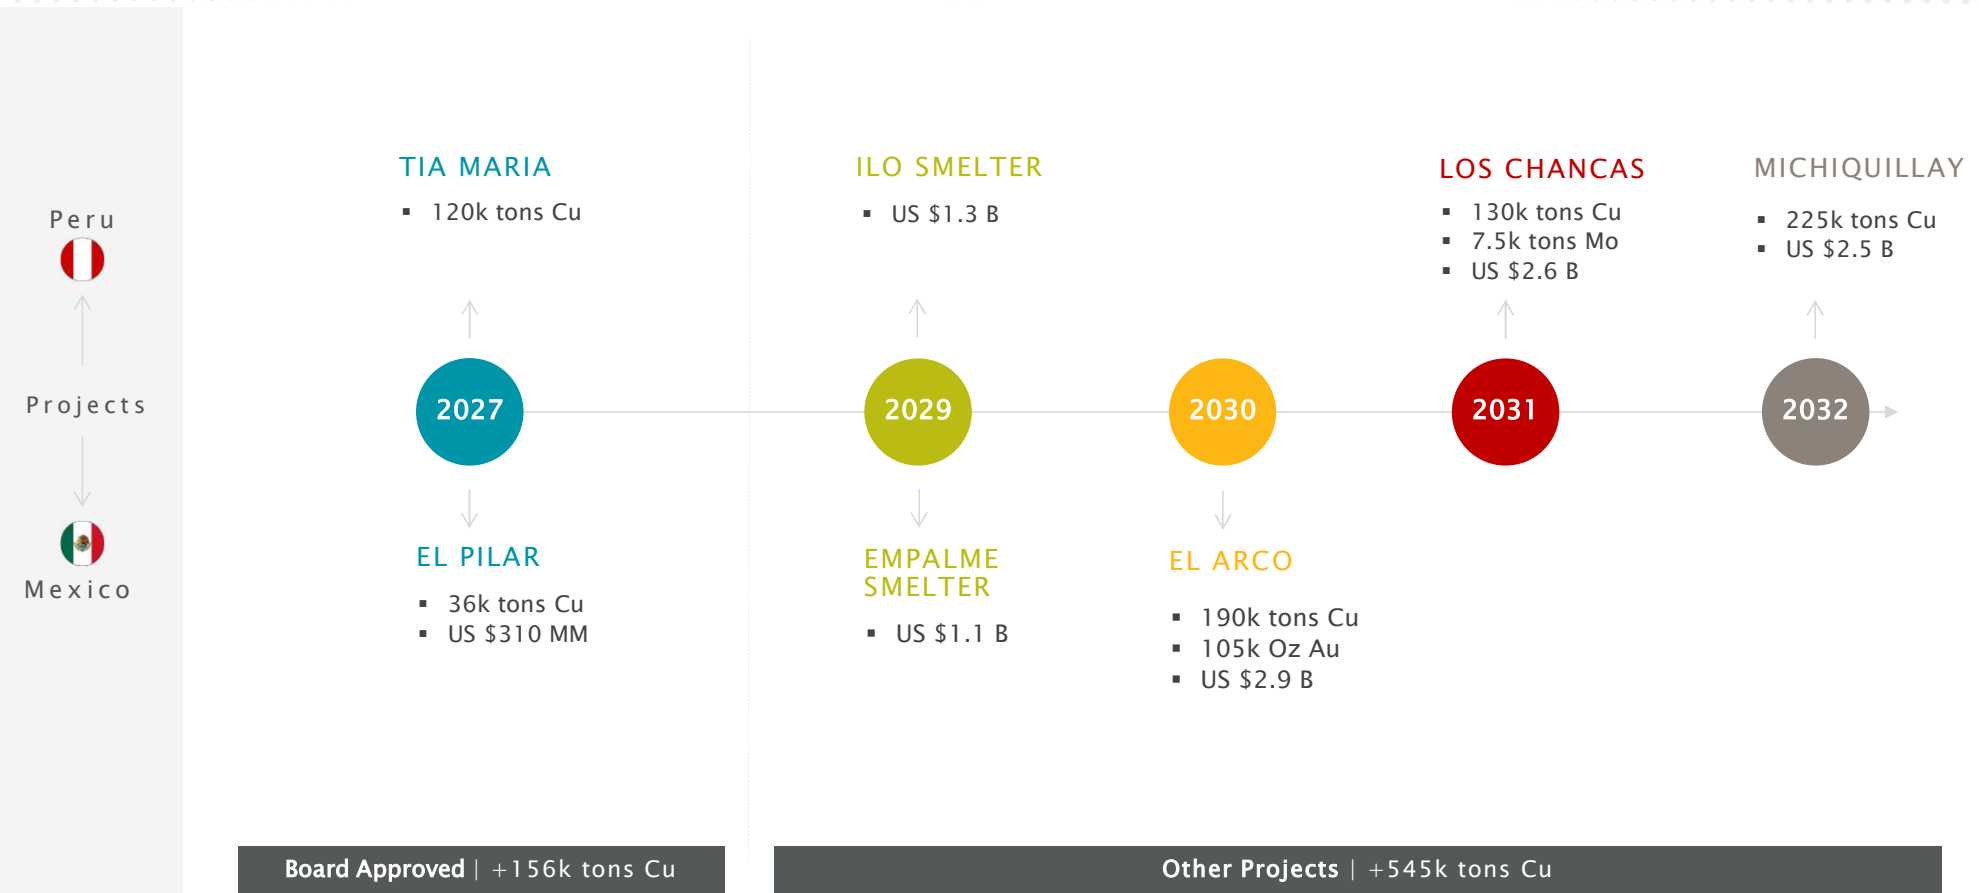 Peru
Projects
Mexico
TIA MARIA
▪ 120k tons Cu
ILO SMELTER
▪ US $1.3 B
LOS CHANCAS
▪ 130k tons Cu
▪ 7.5k tons Mo
▪ US $2.6 B
MICHIQUILLAY
▪ 225k tons Cu
▪ US $2.5 B
2027
2029
2030
2031
2032
EL PILAR
▪ 36k tons Cu
▪ US $310 MM
EMPALME
SMELTER
▪ US $1.1 B
EL ARCO
▪ 190k tons Cu
▪ 105k Oz Au
▪ US $2.9 B
Board Approved | +156k tons Cu
Other Projects | +545k tons Cu